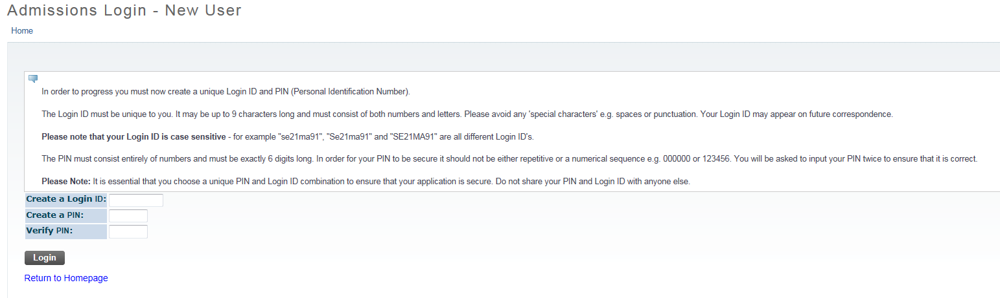 Admissions Login - New User
Home
In order to progress you must now create a unique Login ID and PIN (Personal Identification Number).
The Login ID must be unique to you. It may be up to 9 characters long and must consist of both numbers and letters. Please avoid any 'special characters' e.g. spaces or punctuation. Your Login ID may appear on future correspondence.
Please note that your Login ID is case sensitive - for example "se21ma91", "Se21ma91" and "SE21MA91" are all different Login ID's.
The PIN must consist entirely of numbers and must be exactly 6 digits long. In order for your PIN to be secure it should not be either repetitive or a numerical sequence e.g. 000000 or 123456. You will be asked to input your PIN twice to ensure that it is correct.
Please Note: It is essential that you choose a unique PIN and Login ID combination to ensure that your application is secure. Do not share your PIN and Login ID with anyone else.
Create a Login ID:
Create a PIN:
Verify PIN:
Login
Return to Homepage